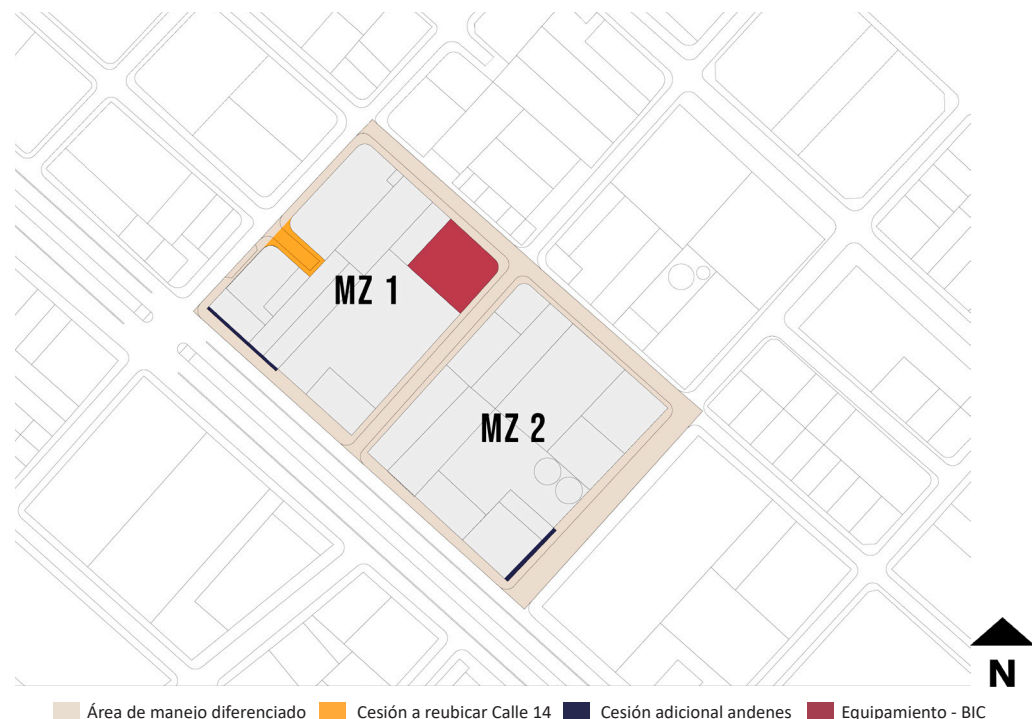 MZ 1
MZ 2
N
Área de manejo diferenciado Cesión a reubicar Calle 14 Cesión adicional andenes Equipamiento - BIC